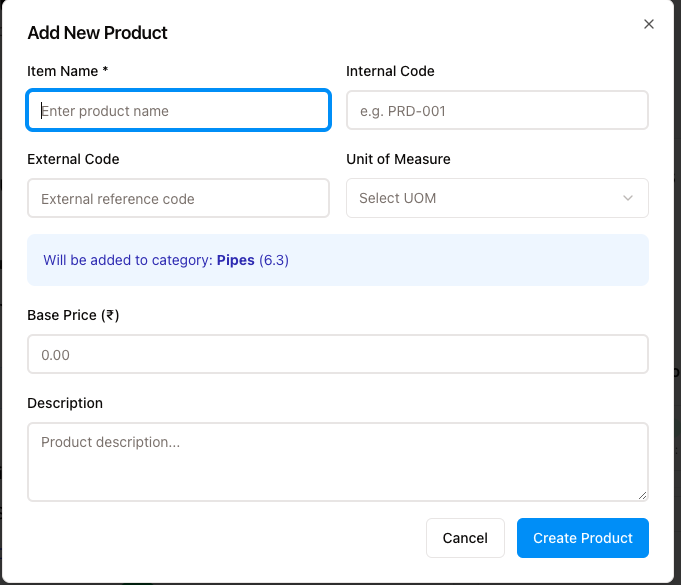 Add New Product
Item Name *
Internal Code
Enter product name
e.g. PRD-001
External Code
Unit of Measure
External reference code
Select UOM
Will be added to category: Pipes (6.3)
Base Price (₹)
0.00
Description
Product description...
Cancel
Create Product